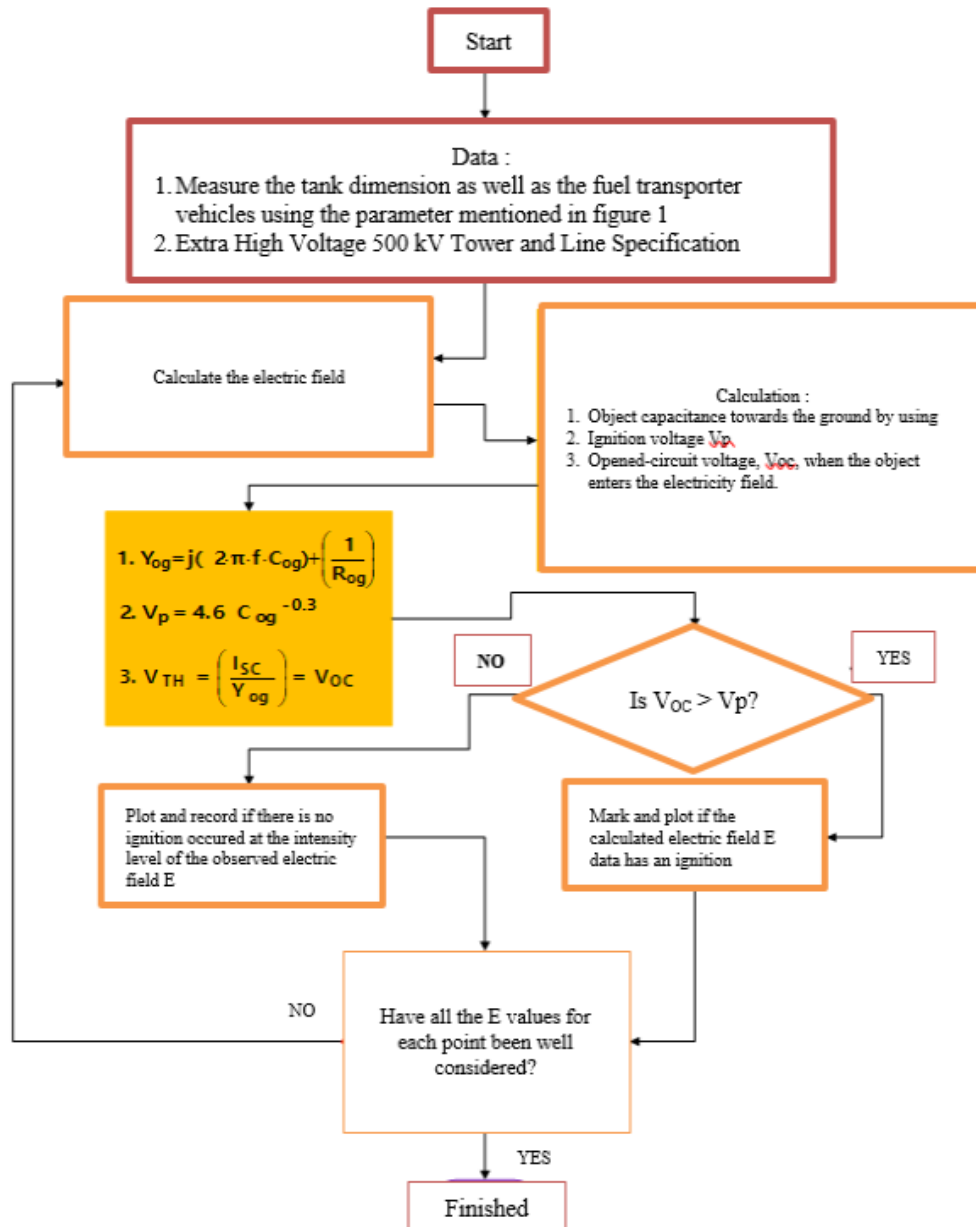 Start
Data :
1. Measure the tank dimension as well as the fuel transporter
vehicles using the parameter mentioned in figure 1
2. Extra High Voltage 500 kV Tower and Line Specification
Calculate the electric field
Calculation :
1. Object capacitance towards the ground by using
2. Ignition voltage Vp
3. Opened-circuit voltage, Voc, when the object
enters the electricity field.
1. Yog=j( 2·π·f·Cog)+(1/Rog)
2. Vp = 4.6 Cog^-0.3
3. VTH = (ISC/Yog) = VOC
NO
YES
Is VOC > Vp?
Plot and record if there is no
ignition occured at the intensity
level of the observed electric
field E
Mark and plot if the
calculated electric field E
data has an ignition
NO
Have all the E values for
each point been well
considered?
YES
Finished